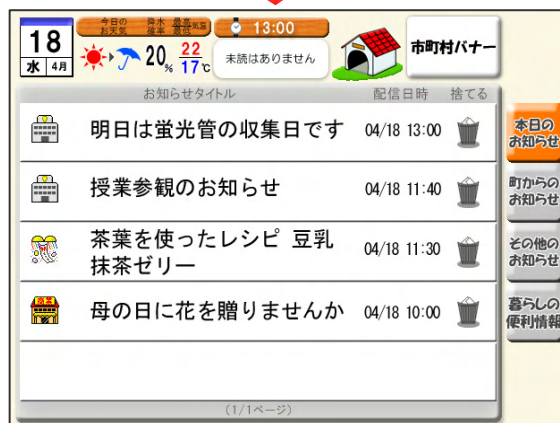 18
水 4月
今日のお天気
降水確率
最高最低気温
20%
22
17℃
13:00
未読はありません
市町村バナー
お知らせタイトル 配信日時 捨てる
明日は蛍光管の収集日です 04/18 13:00
授業参観のお知らせ 04/18 11:40
茶葉を使ったレシピ 豆乳
抹茶ゼリー 04/18 11:30
母の日に花を贈りませんか 04/18 10:00
(1/1ページ)
本日の
お知らせ
町からの
お知らせ
その他の
お知らせ
暮らしの
便利情報